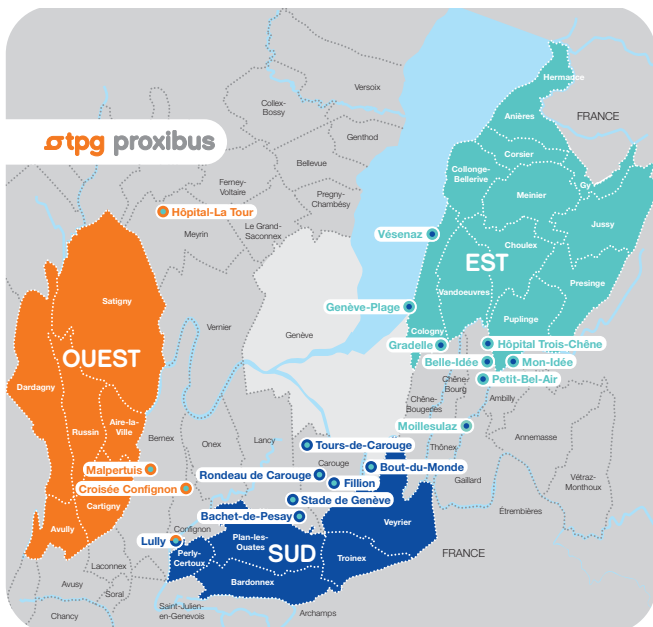 Hermance
Versoix
Collex-
Bossy
Anières
FRANCE
Genthod
tpg proxibus
Corsier
Bellevue
Collonge-
Bellerive
Ferney-
Voltaire
Pregny-
Chambésy
Meinier
Gy
Hôpital-La Tour
Jussy
Le Grand-
Saconnex
Meyrin
Vésenaz
Choulex
EST
Satigny
Vandoeuvres
Presinge
Genève-Plage
Puplinge
Vernier
Genève
Cologny
Gradelle
Hôpital Trois-Chêne
OUEST
Belle-Idée
Mon-Idée
Chêne-
Bourg
Petit-Bel-Air
Dardagny
Ambilly
Chêne-
Bougeries
Aire-la-
Ville
Moillesulaz
Russin
Bernex
Onex
Lancy
Annemasse
Tours-de-Carouge
Thônex
Carouge
Malpertuis
Bout-du-Monde
Rondeau de Carouge
Vétraz-
Monthoux
Gaillard
Fillion
Croisée Confignon
Stade de Genève
Cartigny
Étrembières
Bachet-de-Pesay
Veyrier
Avully
Confignon
Plan-les-
Ouates
Lully
SUD
FRANCE
Perly-
Certoux
Troinex
Laconnex
Bardonnex
Avusy
Soral
Saint-Julien-
en-Genevois
Archamps
Chancy